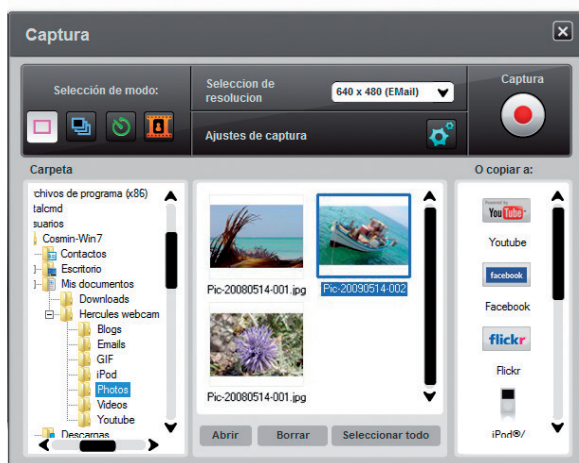 Captura
Selección de modo:
Seleccion de
resolucion
640 x 480 (EMail)
Ajustes de captura
Captura
Carpeta
O copiar a:
rchivos de programa (x86)
talcmd
suarios
Cosmin-Win7
Contactos
Escritorio
Mis documentos
Downloads
Hercules webcam
Blogs
Emails
GIF
iPod
Photos
Videos
Youtube
Descargas
Pic-20080514-001.jpg
Pic-20090514-002
Pic-20080514-001.jpg
Abrir
Borrar
Seleccionar todo
Powered by
YouTube
Youtube
facebook
Facebook
flickr
Flickr
iPod®/